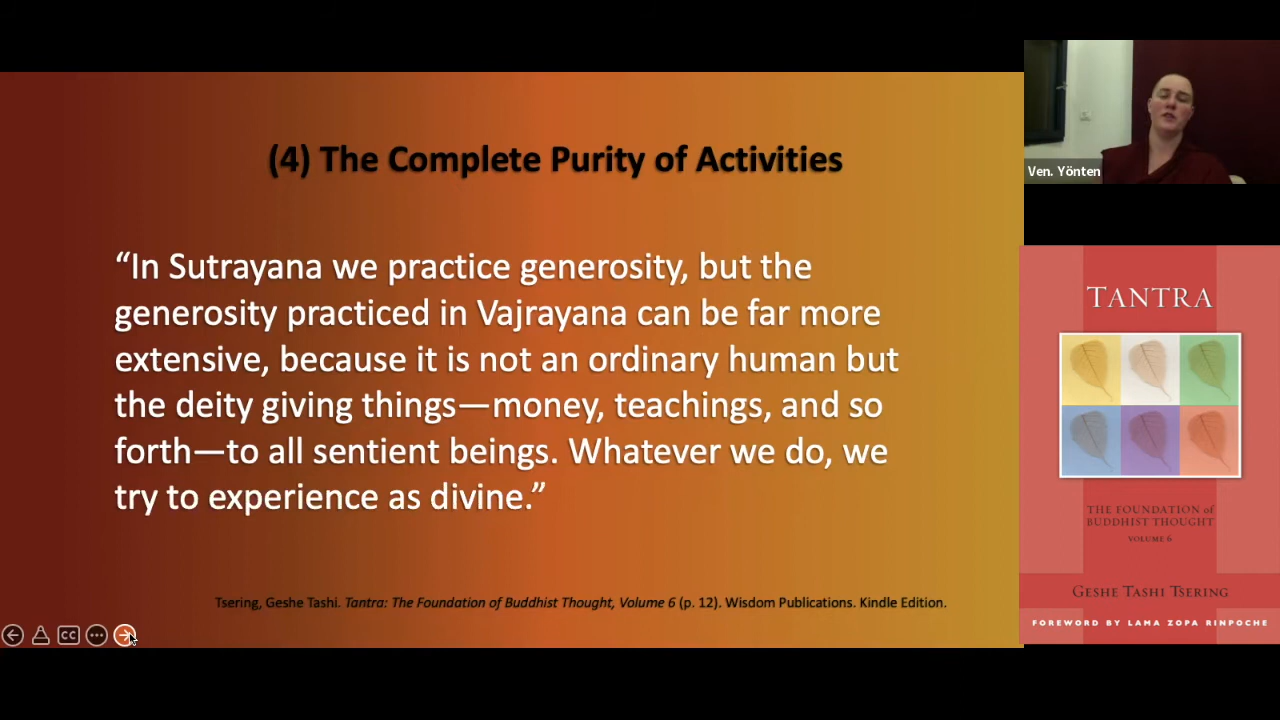 (4) The Complete Purity of Activities
“In Sutrayana we practice generosity, but the
generosity practiced in Vajrayana can be far more
extensive, because it is not an ordinary human but
the deity giving things—money, teachings, and so
forth—to all sentient beings. Whatever we do, we
try to experience as divine.”
Tsering, Geshe Tashi. Tantra: The Foundation of Buddhist Thought, Volume 6 (p. 12). Wisdom Publications. Kindle Edition.
CC
Ven. Yönten
TANTRA
THE FOUNDATION of
BUDDHIST THOUGHT
VOLUME 6
GESHE TASHI TSERING
FOREWORD BY LAMA ZOPA RINPOCHE